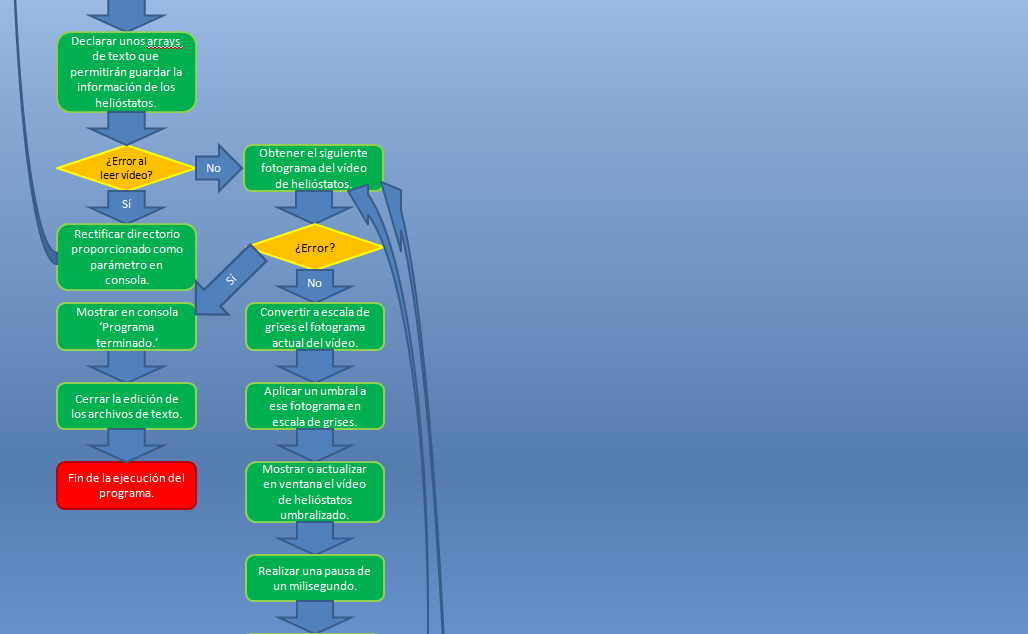 Declarar unos arrays
de texto que
permitirán guardar la
información de los
helióstatos.
¿Error al
leer vídeo?
No
Obtener el siguiente
fotograma del vídeo
de helióstatos.
Sí
Rectificar directorio
proporcionado como
parámetro en
consola.
¿Error?
Sí
No
Mostrar en consola
‘Programa
terminado.’
Convertir a escala de
grises el fotograma
actual del vídeo.
Cerrar la edición de
los archivos de texto.
Aplicar un umbral a
ese fotograma en
escala de grises.
Fin de la ejecución del
programa.
Mostrar o actualizar
en ventana el vídeo
de helióstatos
umbralizado.
Realizar una pausa de
un milisegundo.